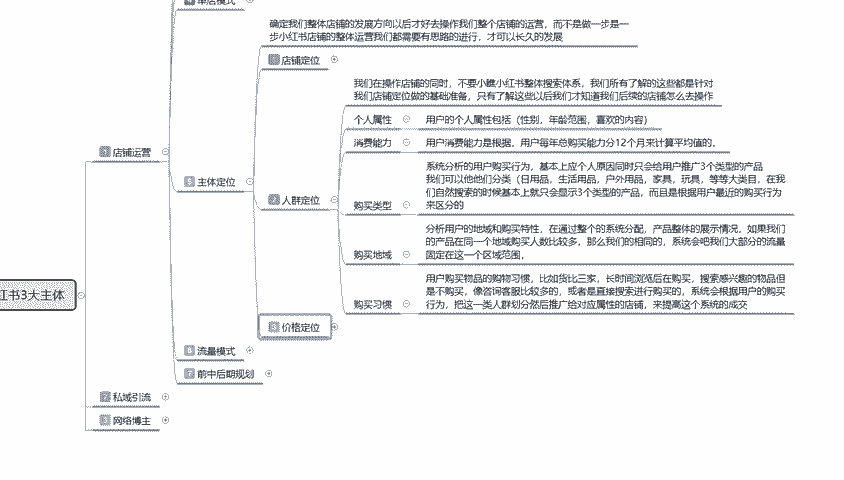 单店模式
确定我们整体店铺的发展方向以后才好去操作我们整个店铺的运营，而不是做一步是一
步小红书店铺的整体运营我们都需要有思路的进行，才可以长久的发展
店铺定位
我们在操作店铺的同时，不要小瞧小红书整体搜索体系，我们所有了解的这些都是针对
我们店铺定位做的基础准备，只有了解这些以后我们才知道我们后续的店铺怎么去操作
个人属性
用户的个人属性包括（性别，年龄范围，喜欢的内容）
消费能力
用户消费能力是根据，用户每年总购买能力分12个月来计算平均值的。
店铺运营
系统分析的用户购买行为，基本上应个人原因同时只会给用户推广3个类型的产品
我们可以他他们分类（日用品，生活用品，户外用品，家具，玩具，等等大类目，在我
们自然搜索的时候基本上就只会显示3个类型的产品，而且是根据用户最近的购买行为
来区分的
主体定位
2 人群定位
购买类型
分析用户的地域和购买特性，在通过整个的系统分配，产品整体的展示情况，如果我们
的产品在同一个地域购买人数比较多，那么我们的相同的，系统会吧我们大部分的流量
固定在这一个区域范围，
购买地域
用户购买物品的购物习惯，比如货比三家，长时间浏览后在购买，搜索感兴趣的物品但
是不购买，像咨询客服比较多的，或者是直接搜索进行购买的，系统会根据用户的购买
行为，把这一类人群划分然后推广给对应属性的店铺，来提高这个系统的成交
购买习惯
红书3大主体
价格定位
流量模式
7 前中后期规划
2 私域引流
3 网络博主